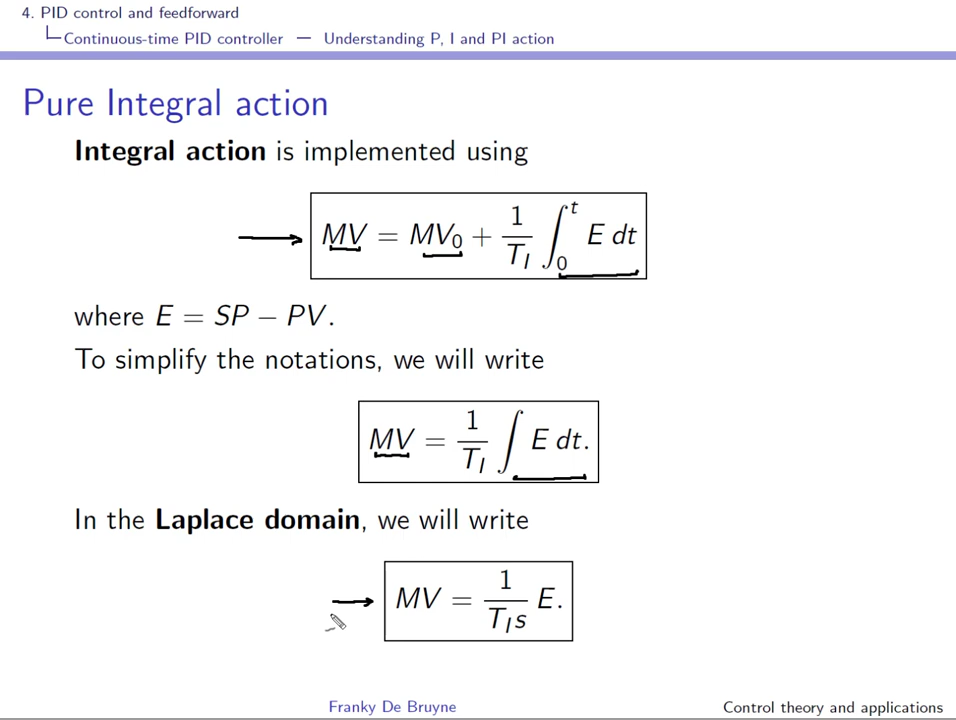 4. PID control and feedforward
Continuous-time PID controller — Understanding P, I and PI action
Pure Integral action
Integral action is implemented using
MV = MV₀ + 1/T_I ∫₀ᵗ E dt
where E = SP − PV.
To simplify the notations, we will write
MV = 1/T_I ∫ E dt.
In the Laplace domain, we will write
MV = 1/T_I s E.
Franky De Bruyne
Control theory and applications